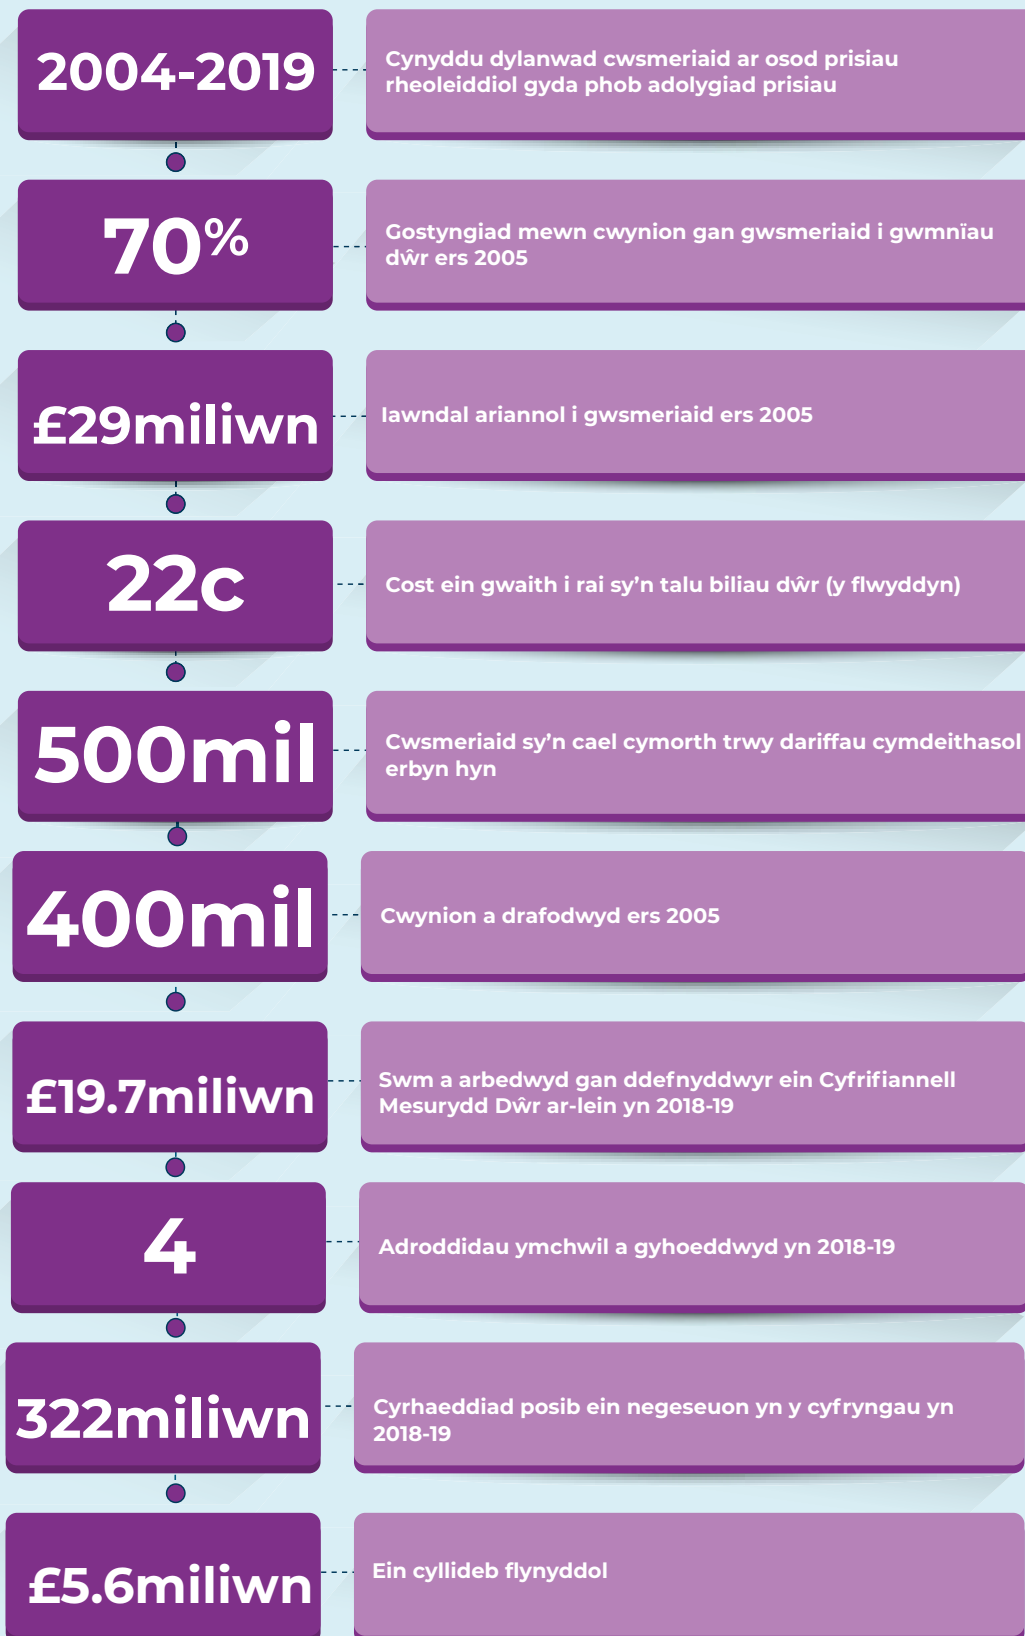 2004-2019
Cynyddu dylanwad cwsmeriaid ar osod prisiau
rheoleiddiol gyda phob adolygiad prisiau
70%
Gostyngiad mewn cwynion gan gwsmeriaid i gwmnïau
dŵr ers 2005
£29miliwn
Iawndal ariannol i gwsmeriaid ers 2005
22c
Cost ein gwaith i rai sy’n talu biliau dŵr (y flwyddyn)
500mil
Cwsmeriaid sy’n cael cymorth trwy dariffau cymdeithasol
erbyn hyn
400mil
Cwynion a drafodwyd ers 2005
£19.7miliwn
Swm a arbedwyd gan ddefnyddwyr ein Cyfrifiannell
Mesurydd Dŵr ar-lein yn 2018-19
4
Adroddidau ymchwil a gyhoeddwyd yn 2018-19
322miliwn
Cyrhaeddiad posib ein negeseuon yn y cyfryngau yn
2018-19
£5.6miliwn
Ein cyllideb flynyddol